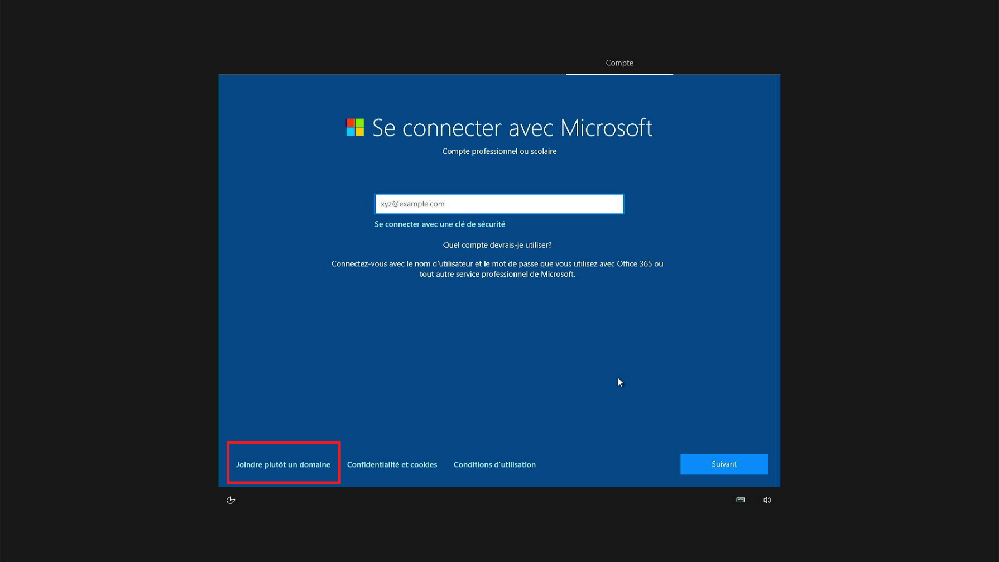 Compte
Se connecter avec Microsoft
Compte professionnel ou scolaire
xyz@example.com
Se connecter avec une clé de sécurité
Quel compte devrais-je utiliser?
Connectez-vous avec le nom d'utilisateur et le mot de passe que vous utilisez avec Office 365 ou
tout autre service professionnel de Microsoft.
Joindre plutôt un domaine
Confidentialité et cookies
Conditions d'utilisation
Suivant